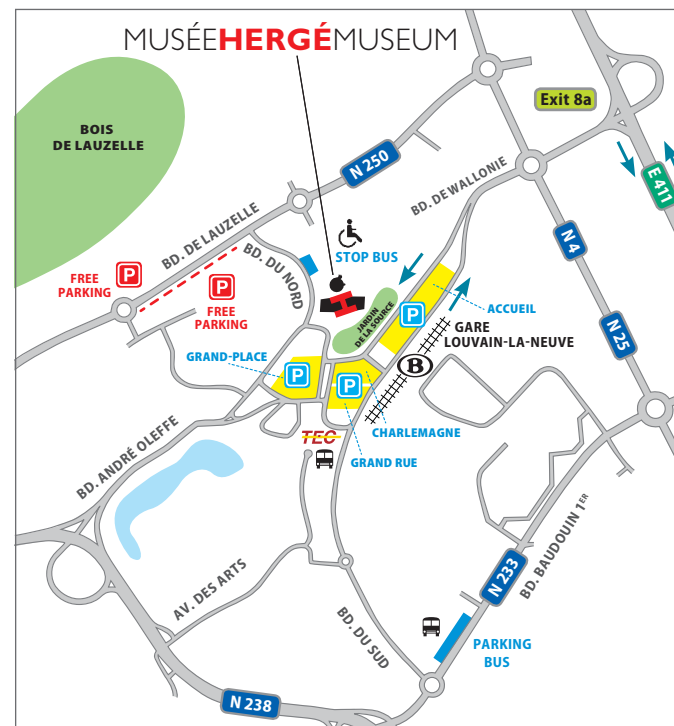 MUSÉEHERGÉMUSEUM
Exit 8a
BOIS
DE LAUZELLE
N 250
E 411
BD. DE WALLONIE
BD. DE LAUZELLE
N 4
STOP BUS
BD. DU NORD
FREE
PARKING
P
P
FREE
PARKING
JARDIN
DE LA SOURCE
P
ACCUEIL
GARE
LOUVAIN-LA-NEUVE
N 25
GRAND-PLACE
P
P
B
CHARLEMAGNE
TEC
GRAND RUE
BD. ANDRÉ OLEFFE
AV. DES ARTS
BD. DU SUD
N 233
BD. BAUDOUIN 1ER
PARKING
BUS
N 238